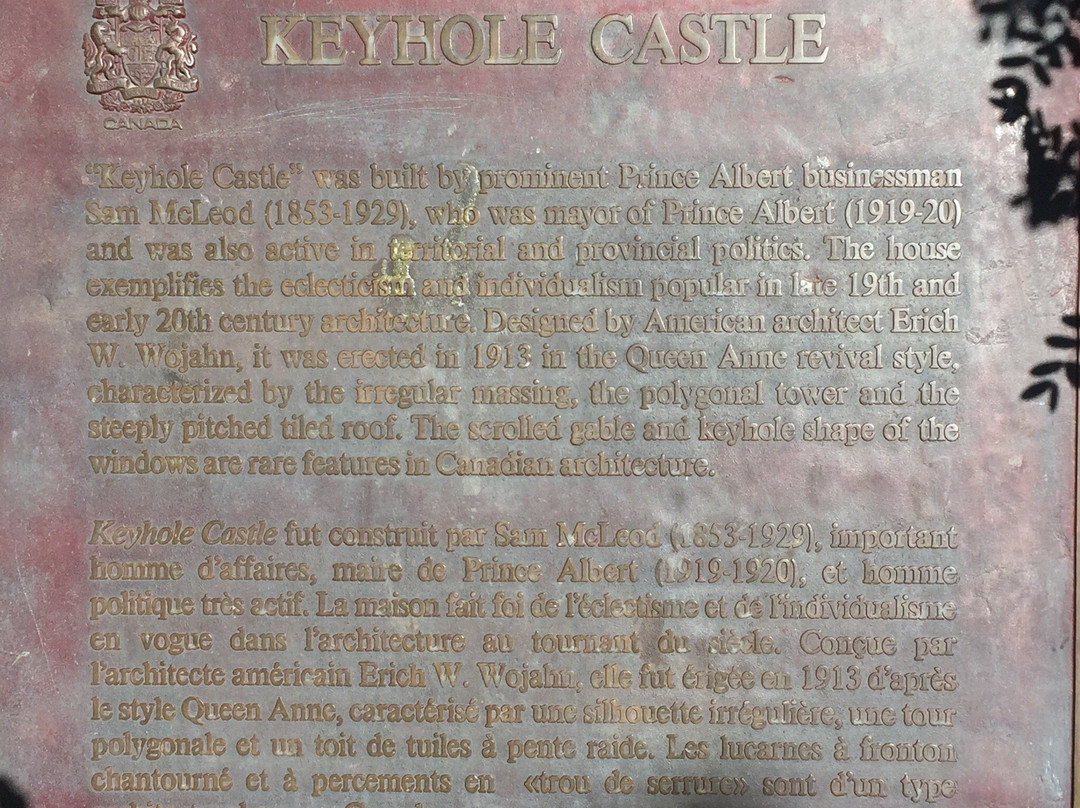 KEYHOLE CASTLE
CANADA
“Keyhole Castle” was built by prominent Prince Albert businessman
Sam McLeod (1853-1929), who was mayor of Prince Albert (1919-20)
and was also active in territorial and provincial politics. The house
exemplifies the eclecticism and individualism popular in late 19th and
early 20th century architecture. Designed by American architect Erich
W. Wojahn, it was erected in 1913 in the Queen Anne revival style,
characterized by the irregular massing, the polygonal tower and the
steeply pitched tiled roof. The scrolled gable and keyhole shape of the
windows are rare features in Canadian architecture.
Keyhole Castle fut construit par Sam McLeod (1853-1929), important
homme d’affaires, maire de Prince Albert (1919-1920), et homme
politique très actif. La maison fait foi de l’éclectisme et de l’individualisme
en vogue dans l’architecture au tournant du siècle. Conçue par
l’architecte américain Erich W. Wojahn, elle fut érigée en 1913 d’après
le style Queen Anne, caractérisé par une silhouette irrégulière, une tour
polygonale et un toit de tuiles à pente raide. Les lucarnes à fronton
chantourné et à percements en «trou de serrure» sont d’un type